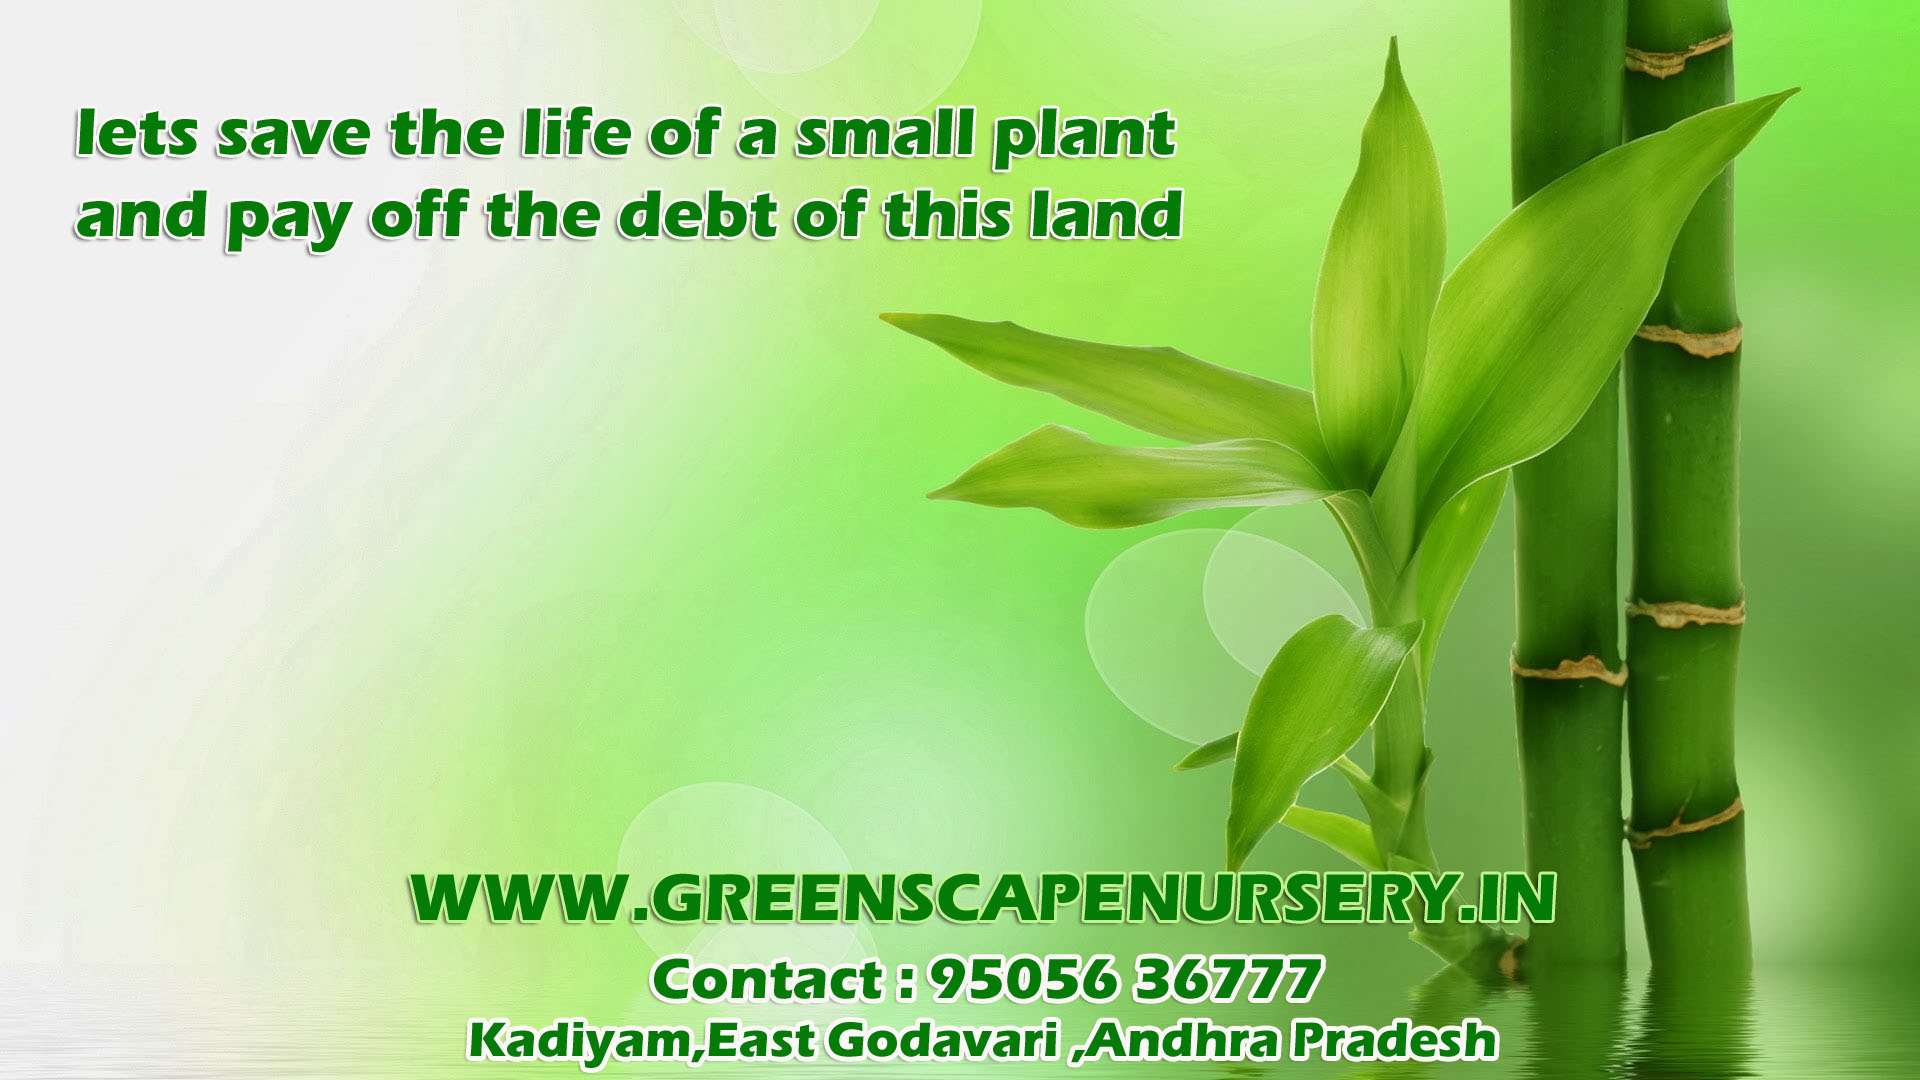 lets save the life of a small plant
and pay off the debt of this land
WWW.GREENSCAPENURSERY.IN
Contact : 95056 36777
Kadiyam,East Godavari ,Andhra Pradesh